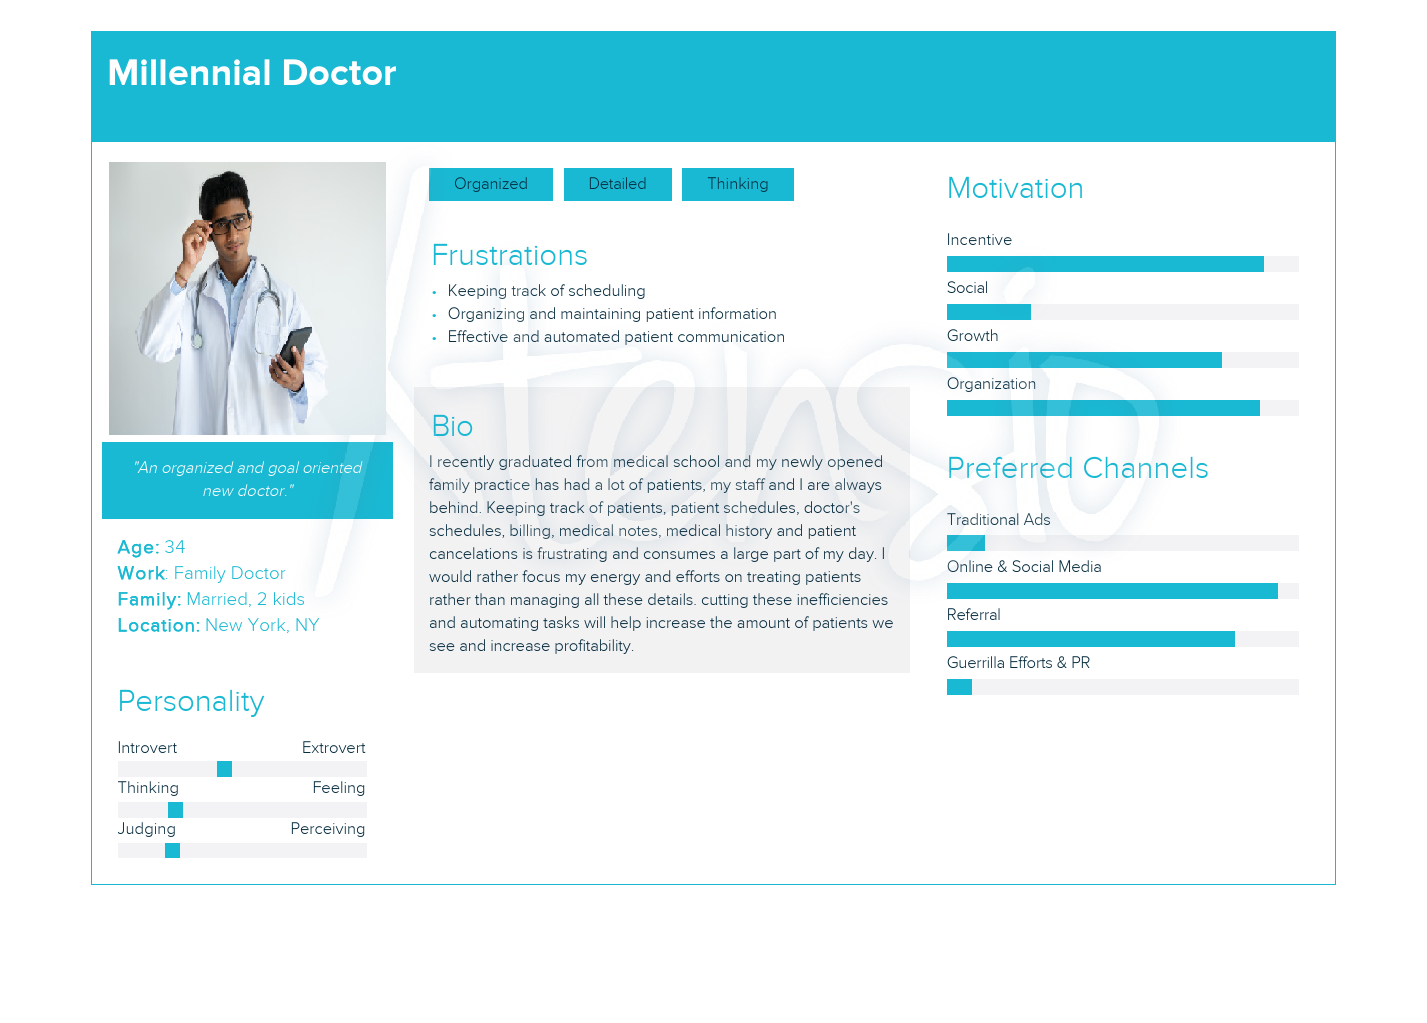 Millennial Doctor
"An organized and goal oriented
new doctor."
Age: 34
Work: Family Doctor
Family: Married, 2 kids
Location: New York, NY
Personality
Introvert Extrovert
Thinking Feeling
Judging Perceiving
Organized Detailed Thinking
Frustrations
• Keeping track of scheduling
• Organizing and maintaining patient information
• Effective and automated patient communication
Bio
I recently graduated from medical school and my newly opened
family practice has had a lot of patients, my staff and I are always
behind. Keeping track of patients, patient schedules, doctor's
schedules, billing, medical notes, medical history and patient
cancelations is frustrating and consumes a large part of my day. I
would rather focus my energy and efforts on treating patients
rather than managing all these details. cutting these inefficiencies
and automating tasks will help increase the amount of patients we
see and increase profitability.
Motivation
Incentive
Social
Growth
Organization
Preferred Channels
Traditional Ads
Online & Social Media
Referral
Guerrilla Efforts & PR
Xtensio